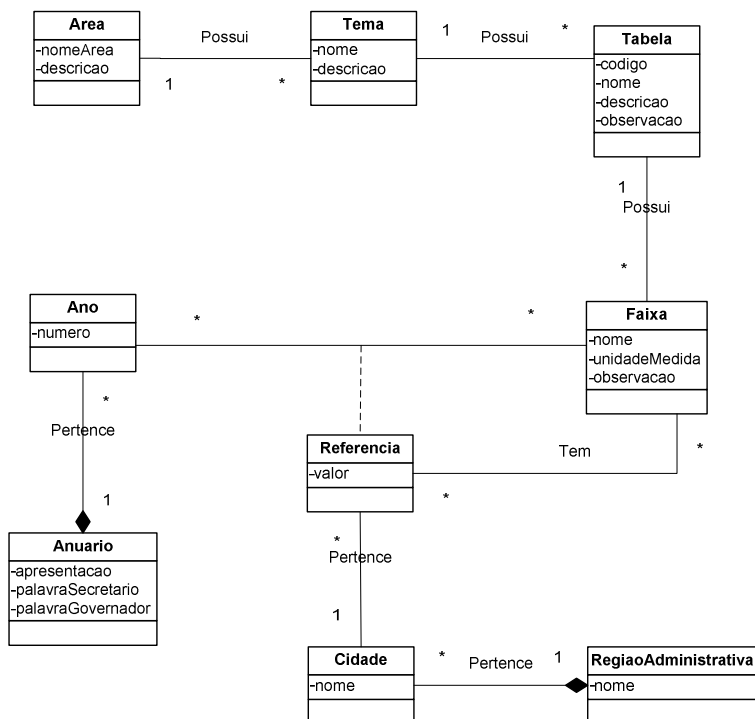 Area
-nomeArea
-descricao
Possui
1
*
Tema
-nome
-descricao
1
Possui
*
Tabela
-codigo
-nome
-descricao
-observacao
1
Possui
*
Ano
-numero
*
*
Faixa
-nome
-unidadeMedida
-observacao
*
Pertence
1
Referencia
-valor
Tem
*
*
Anuario
-apresentacao
-palavraSecretario
-palavraGovernador
*
Pertence
1
Cidade
-nome
*
Pertence
1
RegiaoAdministrativa
-nome